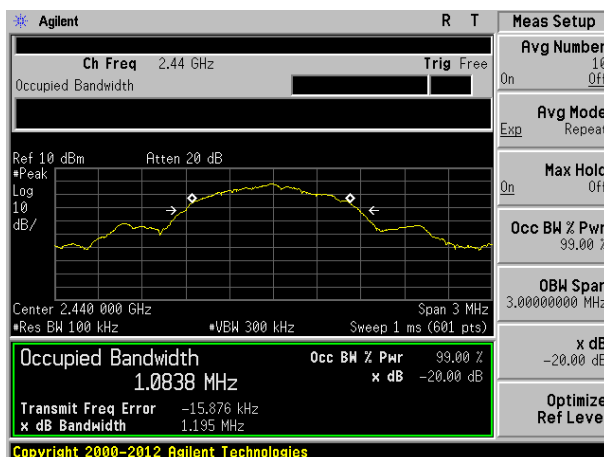 Agilent R T
Ch Freq 2.44 GHz Trig Free
Occupied Bandwidth
Ref 10 dBm Atten 20 dB
#Peak
Log
10
dB/
Center 2.440 000 GHz Span 3 MHz
#Res BW 100 kHz #VBW 300 kHz Sweep 1 ms (601 pts)
Occupied Bandwidth Occ BW % Pwr 99.00 %
1.0838 MHz x dB -20.00 dB
Transmit Freq Error -15.876 kHz
x dB Bandwidth 1.195 MHz
Copyright 2000-2012 Agilent Technologies
Meas Setup
Avg Number
10
On Off
Avg Mode
Exp Repeat
Max Hold
On Off
Occ BW % Pwr
99.00 %
OBW Span
3.00000000 MHz
x dB
-20.00 dB
Optimize
Ref Level